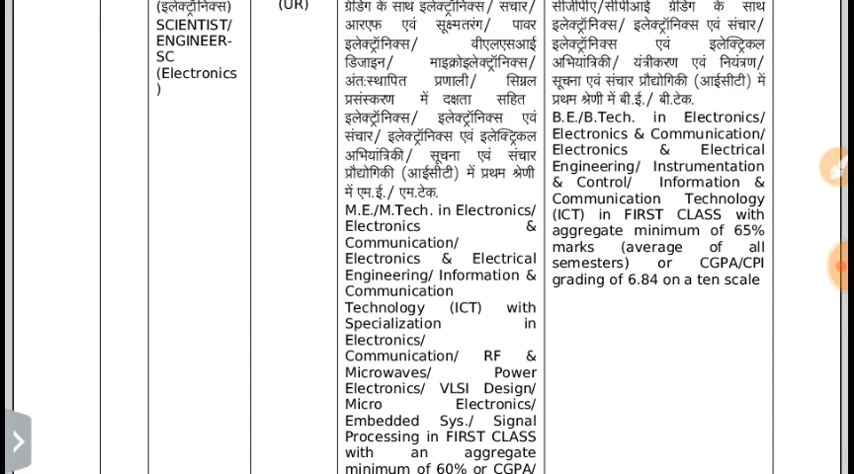 (इलेक्ट्रॉनिक्स)
SCIENTIST/
ENGINEER-
SC
(Electronics
)
(UR)
ग्रेडिंग के साथ इलेक्ट्रॉनिक्स/ संचार/
आरएफ एवं सूक्ष्मतरंग/ पावर
इलेक्ट्रॉनिक्स/ वीएलएसआई
डिजाइन/ माइक्रोइलेक्ट्रॉनिक्स/
अंत:स्थापित प्रणाली/ सिग्नल
प्रसंस्करण में दक्षता सहित
इलेक्ट्रॉनिक्स/ इलेक्ट्रॉनिक्स एवं
संचार/ इलेक्ट्रॉनिक्स एवं इलेक्ट्रिकल
अभियांत्रिकी/ सूचना एवं संचार
प्रौद्योगिकी (आईसीटी) में प्रथम श्रेणी
में एम.ई./ एम.टेक.
M.E./M.Tech. in Electronics/
Electronics &
Communication/
Electronics & Electrical
Engineering/ Information &
Communication
Technology (ICT) with
Specialization in
Electronics/
Communication/ RF &
Microwaves/ Power
Electronics/ VLSI Design/
Micro Electronics/
Embedded Sys./ Signal
Processing in FIRST CLASS
with an aggregate
minimum of 60% or CGPA/
सीजीपीए/सीपीआई ग्रेडिंग के साथ
इलेक्ट्रॉनिक्स/ इलेक्ट्रॉनिक्स एवं संचार/
इलेक्ट्रॉनिक्स एवं इलेक्ट्रिकल
अभियांत्रिकी/ यंत्रीकरण एवं नियंत्रण/
सूचना एवं संचार प्रौद्योगिकी (आईसीटी) में
प्रथम श्रेणी में बी.ई./ बी.टेक.
B.E./B.Tech. in Electronics/
Electronics & Communication/
Electronics & Electrical
Engineering/ Instrumentation
& Control/ Information &
Communication Technology
(ICT) in FIRST CLASS with
aggregate minimum of 65%
marks (average of all
semesters) or CGPA/CPI
grading of 6.84 on a ten scale